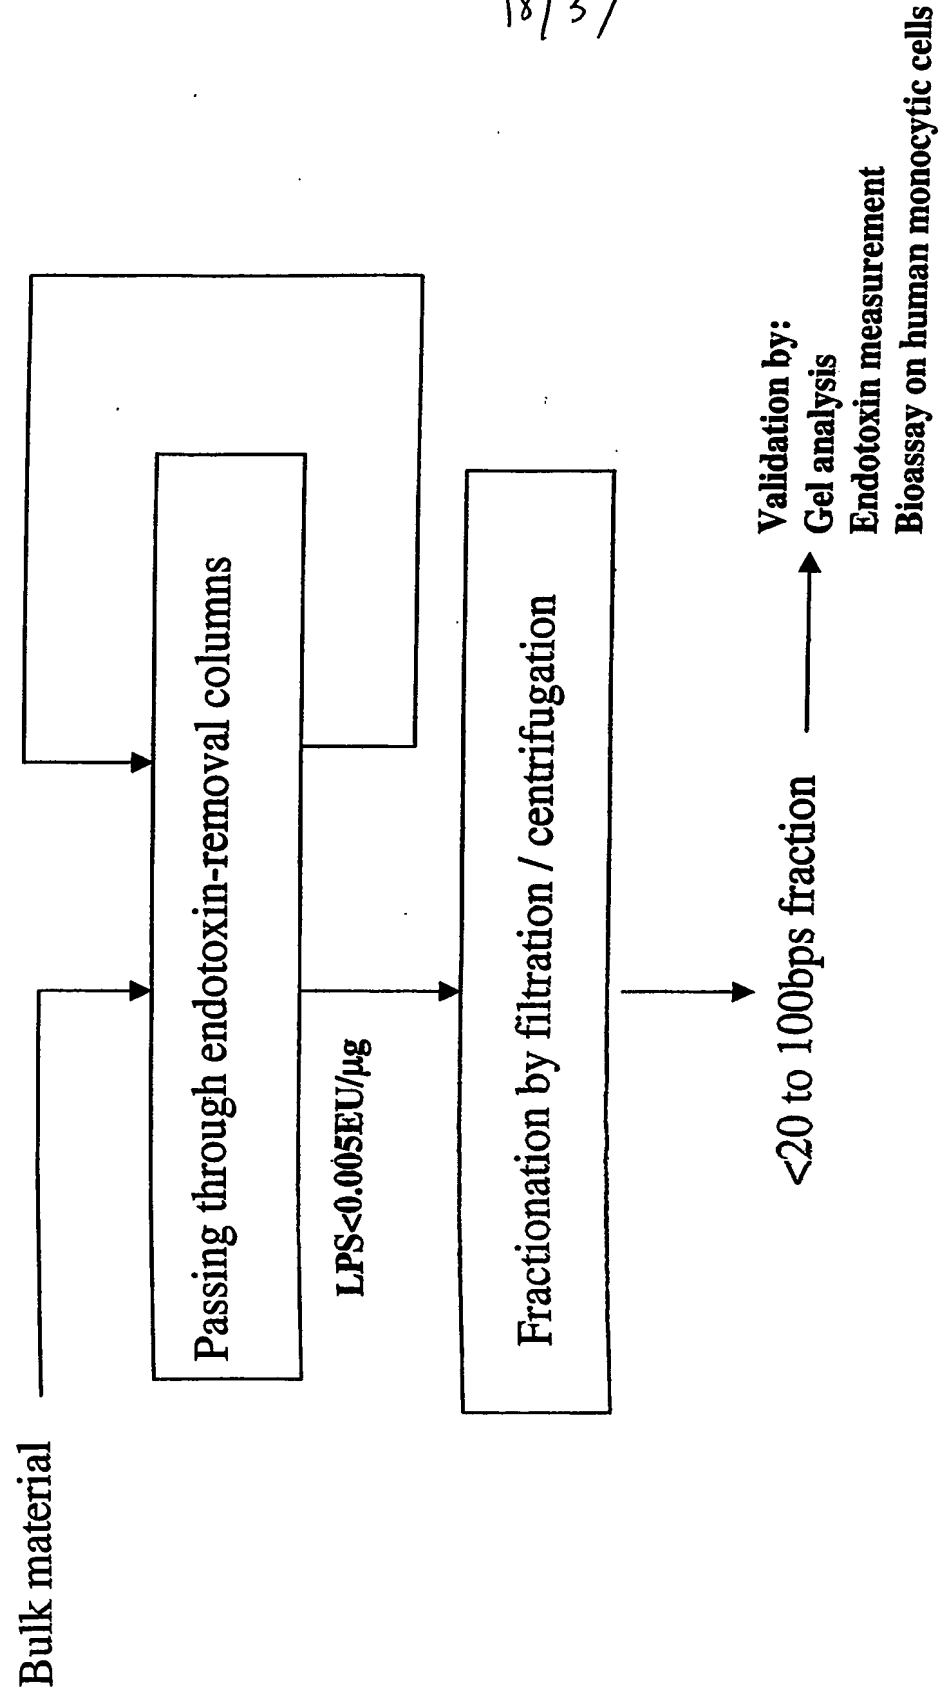 18/31
Bulk material
Passing through endotoxin-removal columns
LPS<0.005EU/µg
Fractionation by filtration / centrifugation
<20 to 100bps fraction
Validation by:
Gel analysis
Endotoxin measurement
Bioassay on human monocytic cells